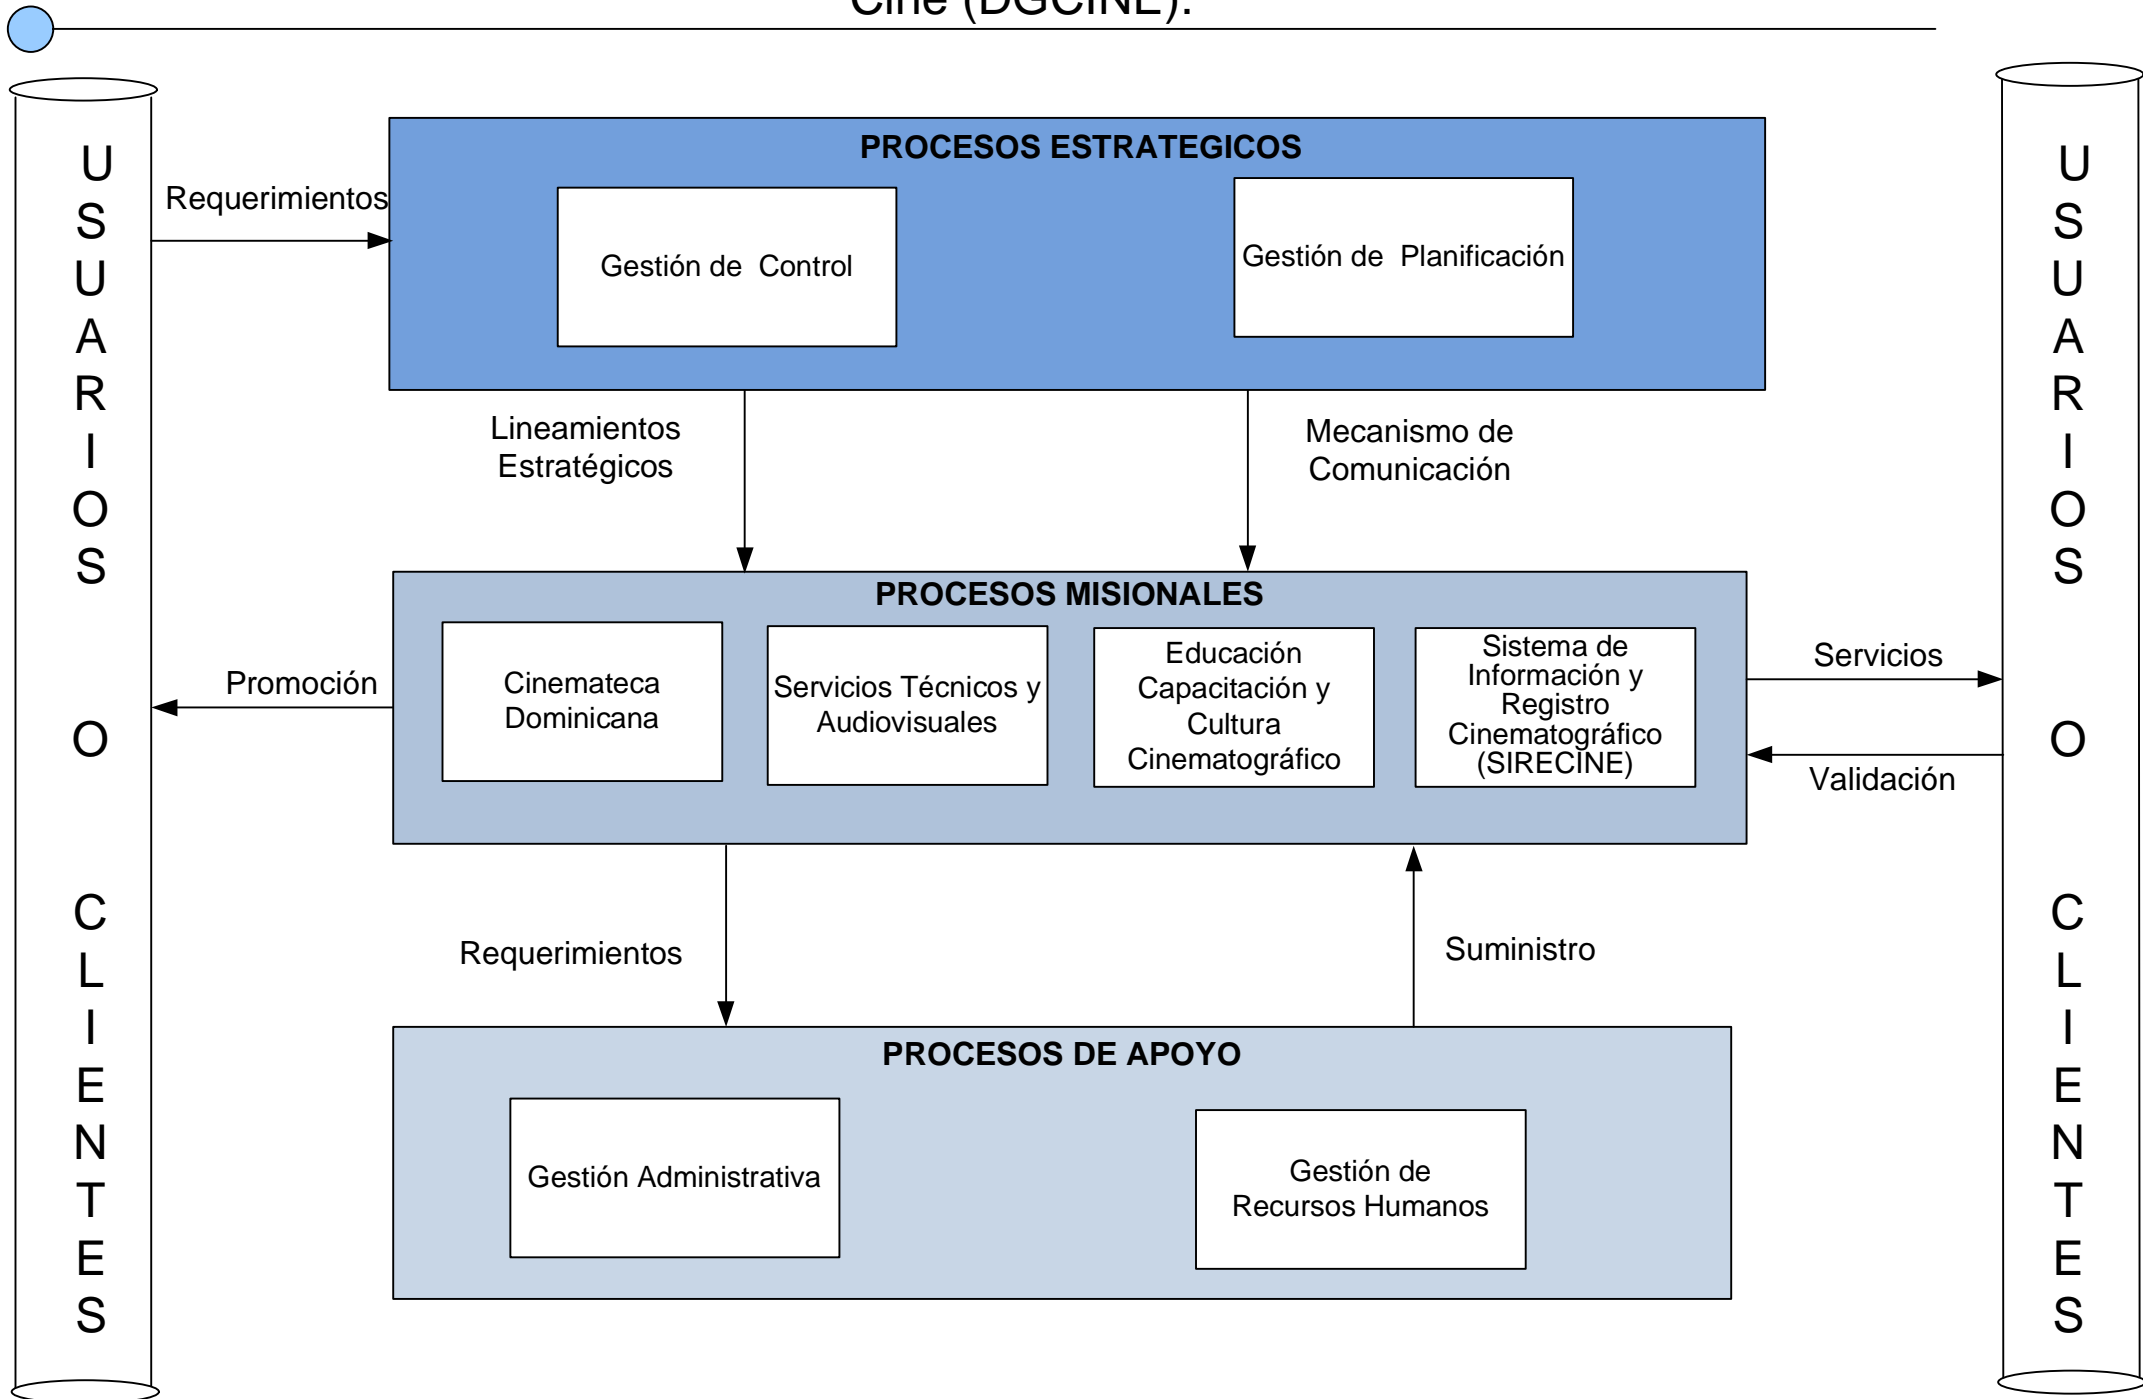 Cine (DGCINE).
U
S
U
A
R
I
O
S
O
C
L
I
E
N
T
E
S
Requerimientos
PROCESOS ESTRATEGICOS
Gestión de Control
Gestión de Planificación
Lineamientos
Estratégicos
Mecanismo de
Comunicación
Promoción
PROCESOS MISIONALES
Cinemateca
Dominicana
Servicios Técnicos y
Audiovisuales
Educación
Capacitación y
Cultura
Cinematográfico
Sistema de
Información y
Registro
Cinematográfico
(SIRECINE)
Servicios
Validación
Requerimientos
Suministro
PROCESOS DE APOYO
Gestión Administrativa
Gestión de
Recursos Humanos
U
S
U
A
R
I
O
S
O
C
L
I
E
N
T
E
S